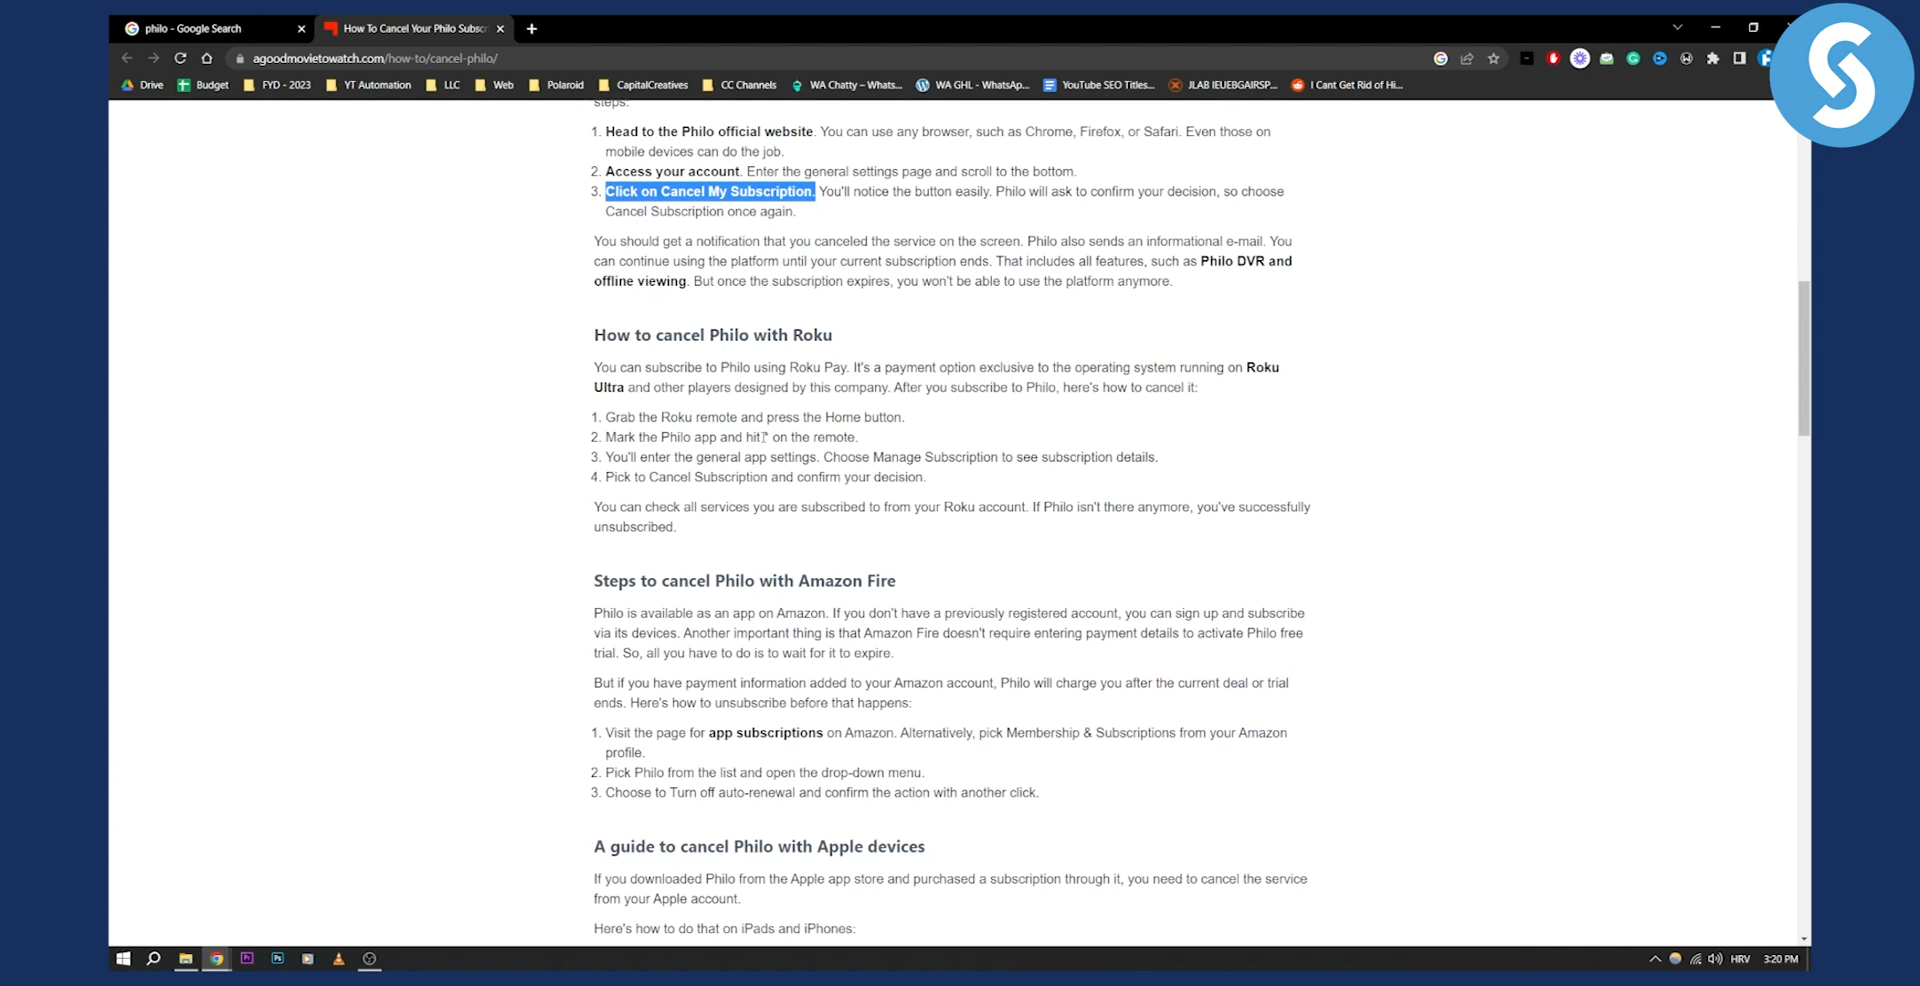 philo - Google Search
How To Cancel Your Philo Subsc
agoodmovietowatch.com/how-to/cancel-philo/
Drive
Budget
FYD - 2023
YT Automation
LLC
Web
Polaroid
CapitalCreatives
CC Channels
WA Chatty – Whats...
WA GHL - WhatsAp...
YouTube SEO Titles...
JLAB IEUEBGAIRSP...
I Cant Get Rid of Hi...
steps:
1. Head to the Philo official website. You can use any browser, such as Chrome, Firefox, or Safari. Even those on
mobile devices can do the job.
2. Access your account. Enter the general settings page and scroll to the bottom.
3. Click on Cancel My Subscription. You'll notice the button easily. Philo will ask to confirm your decision, so choose
Cancel Subscription once again.
You should get a notification that you canceled the service on the screen. Philo also sends an informational e-mail. You
can continue using the platform until your current subscription ends. That includes all features, such as Philo DVR and
offline viewing. But once the subscription expires, you won't be able to use the platform anymore.
How to cancel Philo with Roku
You can subscribe to Philo using Roku Pay. It's a payment option exclusive to the operating system running on Roku
Ultra and other players designed by this company. After you subscribe to Philo, here's how to cancel it:
1. Grab the Roku remote and press the Home button.
2. Mark the Philo app and hit * on the remote.
3. You'll enter the general app settings. Choose Manage Subscription to see subscription details.
4. Pick to Cancel Subscription and confirm your decision.
You can check all services you are subscribed to from your Roku account. If Philo isn't there anymore, you've successfully
unsubscribed.
Steps to cancel Philo with Amazon Fire
Philo is available as an app on Amazon. If you don't have a previously registered account, you can sign up and subscribe
via its devices. Another important thing is that Amazon Fire doesn't require entering payment details to activate Philo free
trial. So, all you have to do is to wait for it to expire.
But if you have payment information added to your Amazon account, Philo will charge you after the current deal or trial
ends. Here's how to unsubscribe before that happens:
1. Visit the page for app subscriptions on Amazon. Alternatively, pick Membership & Subscriptions from your Amazon
profile.
2. Pick Philo from the list and open the drop-down menu.
3. Choose to Turn off auto-renewal and confirm the action with another click.
A guide to cancel Philo with Apple devices
If you downloaded Philo from the Apple app store and purchased a subscription through it, you need to cancel the service
from your Apple account.
Here's how to do that on iPads and iPhones:
HRV
3:20 PM